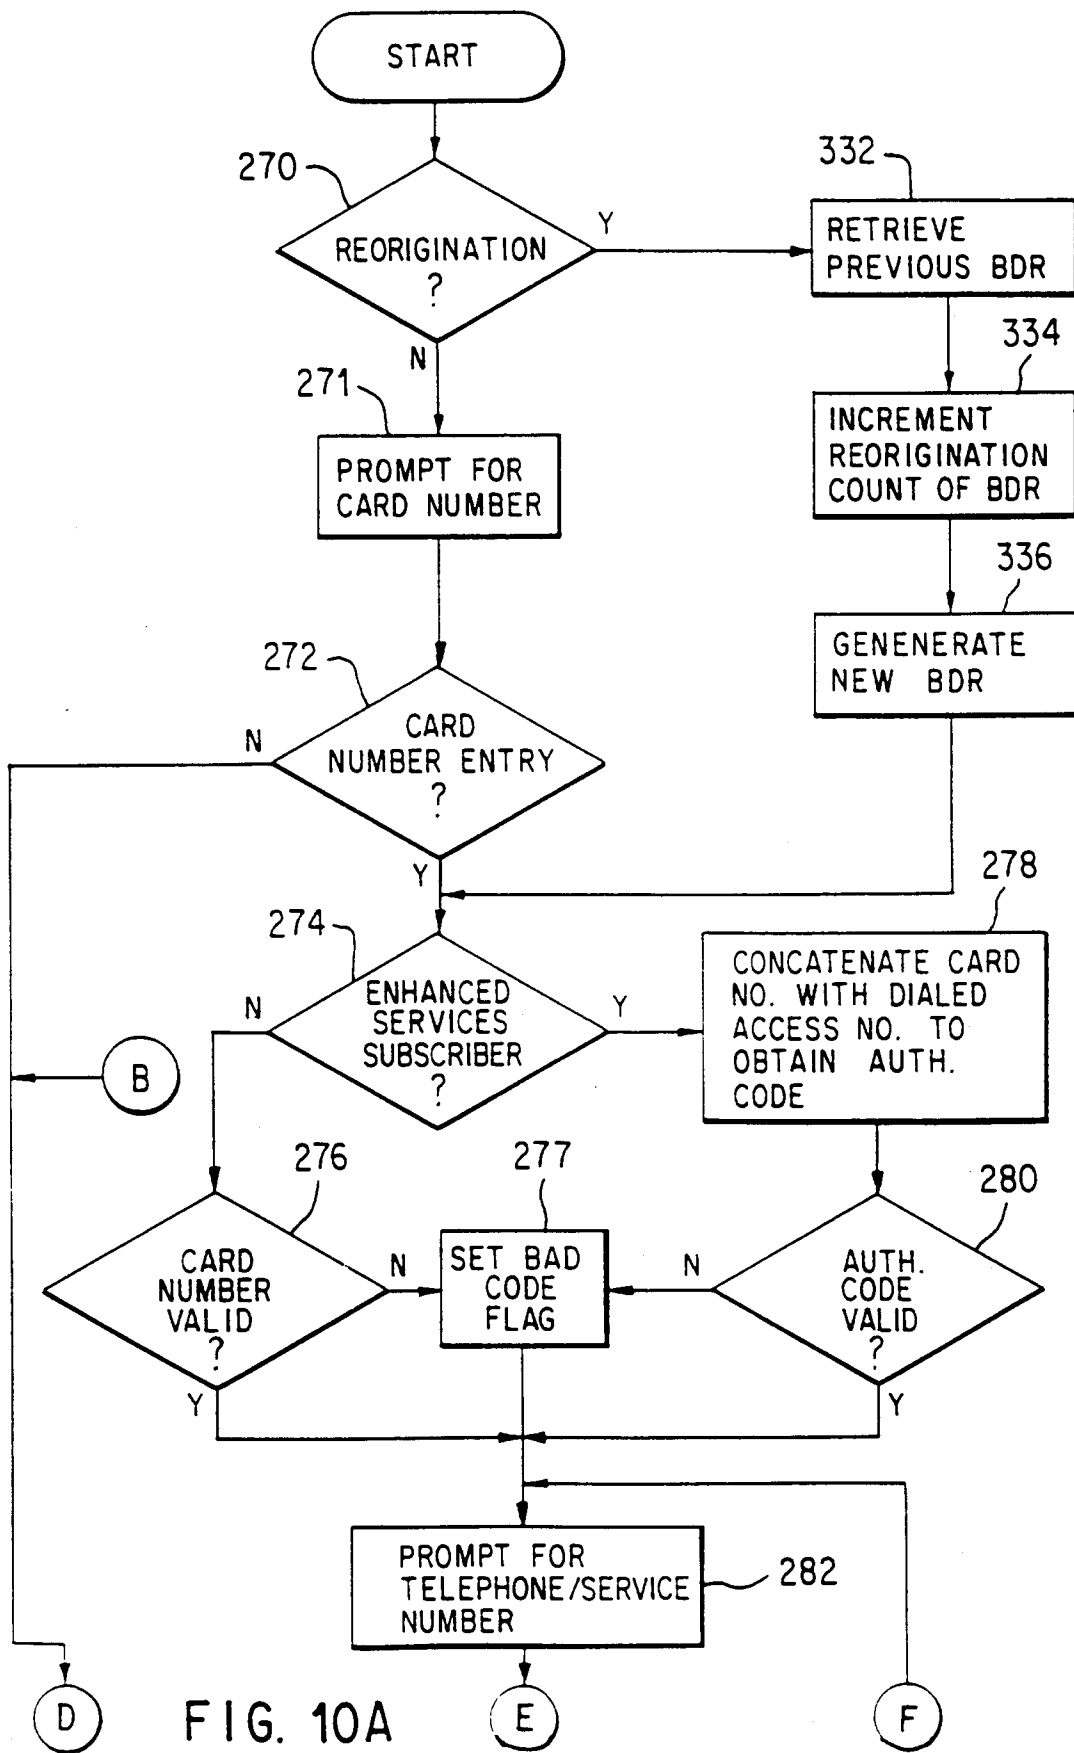 START
270
332
REORIGINATION
?
Y
RETRIEVE
PREVIOUS BDR
N
334
271
INCREMENT
REORIGINATION
COUNT OF BDR
PROMPT FOR
CARD NUMBER
336
GENENERATE
NEW BDR
272
N
CARD
NUMBER ENTRY
?
Y
278
274
N
ENHANCED
SERVICES
SUBSCRIBER
?
Y
CONCATENATE CARD
NO. WITH DIALED
ACCESS NO. TO
OBTAIN AUTH.
CODE
B
276
277
280
CARD
NUMBER
VALID
?
N
SET BAD
CODE
FLAG
N
AUTH.
CODE
VALID
?
Y
Y
PROMPT FOR
TELEPHONE/SERVICE
NUMBER
282
D
FIG. 10A
E
F